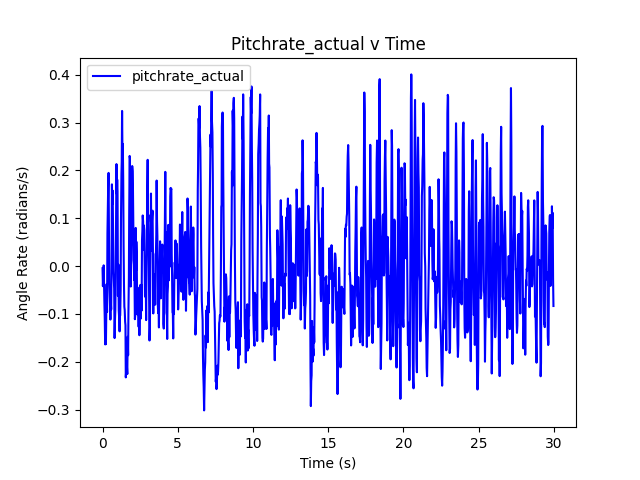 Pitchrate_actual v Time
pitchrate_actual
0.4
0.3
0.2
0.1
0.0
−0.1
−0.2
−0.3
Angle Rate (radians/s)
0 5 10 15 20 25 30
Time (s)